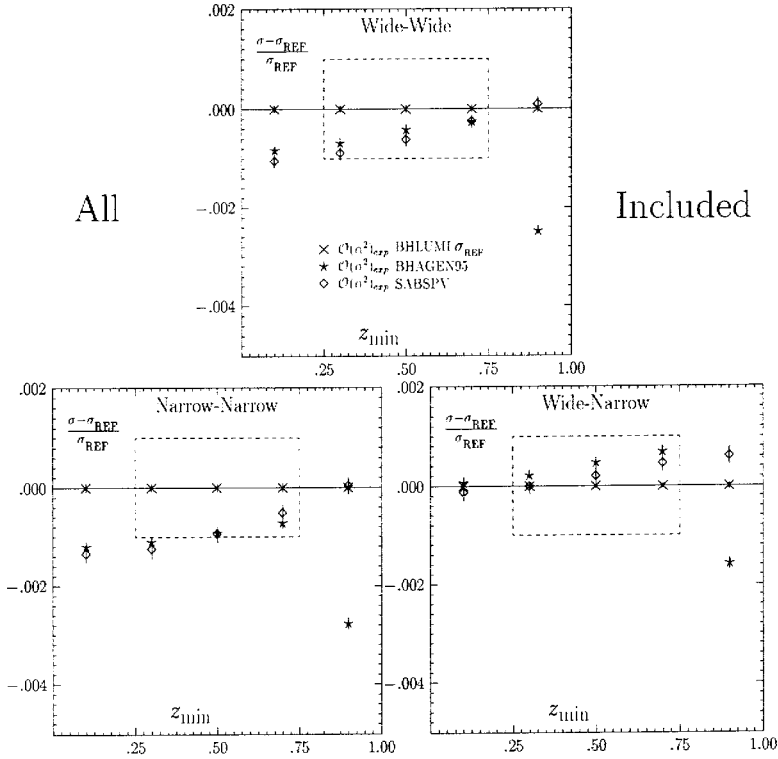 .002
Wide-Wide
σ−σREF
σREF
.000
−.002
All
Included
× 𝒪(α²)exp BHLUMI σREF
★ 𝒪(α²)exp BHAGEN95
◇ 𝒪(α²)exp SABSPV
−.004
zmin
.25 .50 .75 1.00
.002
Narrow-Narrow
σ−σREF
σREF
.000
−.002
−.004
zmin
.25 .50 .75 1.00
.002
Wide-Narrow
σ−σREF
σREF
.000
−.002
−.004
zmin
.25 .50 .75 1.00